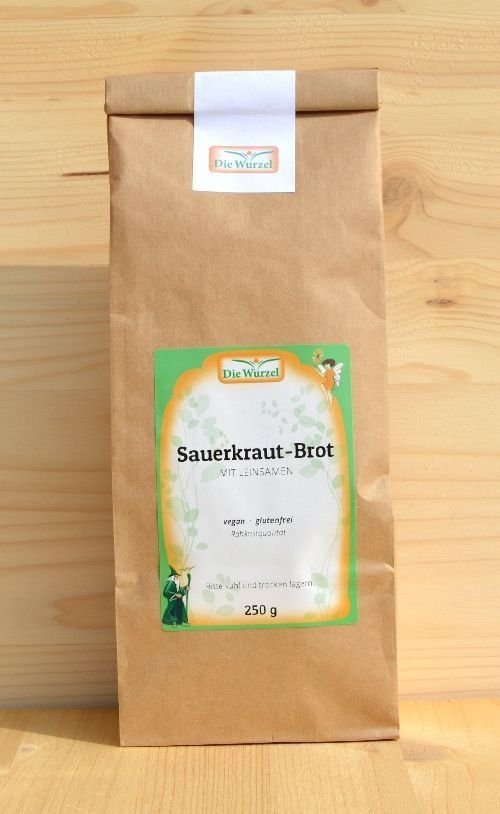 Die Wurzel
Die Wurzel
Sauerkraut-Brot
MIT LEINSAMEN
vegan · glutenfrei
Rohkostqualität
Bitte kühl und trocken lagern
250 g